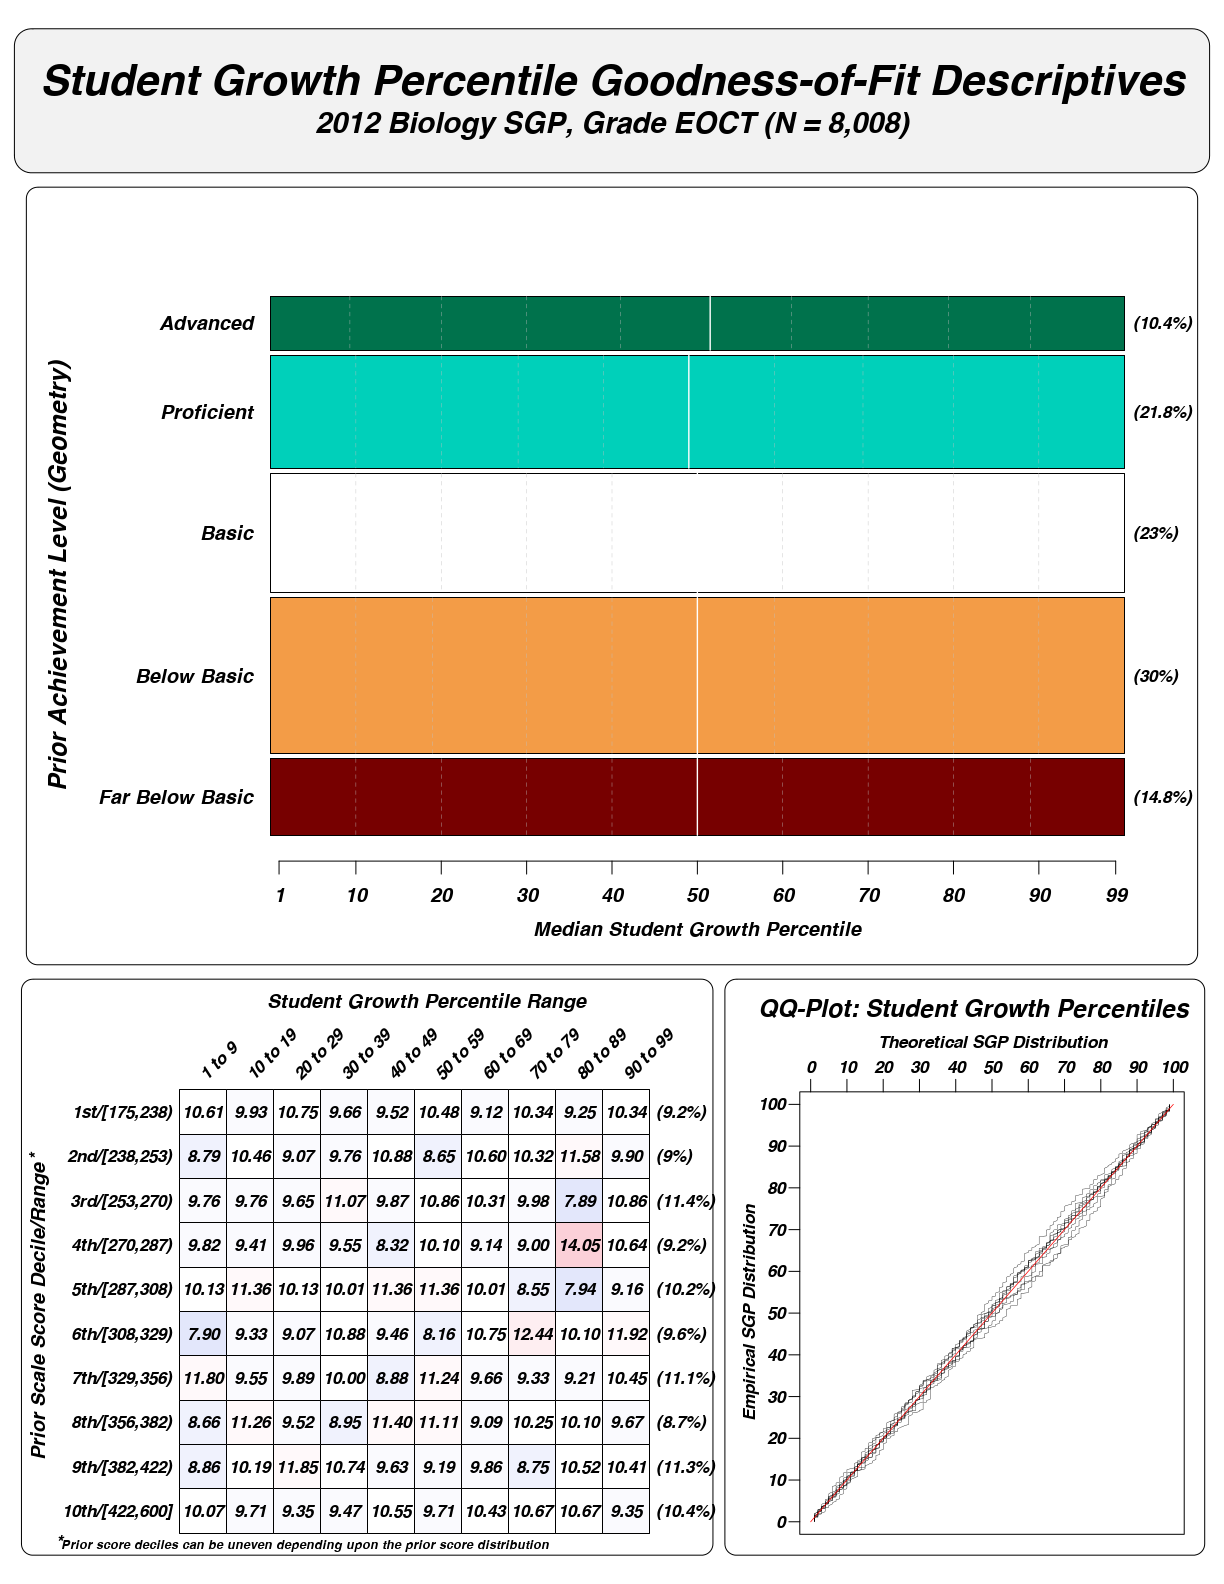 Student Growth Percentile Goodness-of-Fit Descriptives
2012 Biology SGP, Grade EOCT (N = 8,008)
Prior Achievement Level (Geometry)
Advanced (10.4%)
Proficient (21.8%)
Basic (23%)
Below Basic (30%)
Far Below Basic (14.8%)
1 10 20 30 40 50 60 70 80 90 99
Median Student Growth Percentile
Student Growth Percentile Range
1 to 9 10 to 19 20 to 29 30 to 39 40 to 49 50 to 59 60 to 69 70 to 79 80 to 89 90 to 99
Prior Scale Score Decile/Range*
1st/[175,238) 10.61 9.93 10.75 9.66 9.52 10.48 9.12 10.34 9.25 10.34 (9.2%)
2nd/[238,253) 8.79 10.46 9.07 9.76 10.88 8.65 10.60 10.32 11.58 9.90 (9%)
3rd/[253,270) 9.76 9.76 9.65 11.07 9.87 10.86 10.31 9.98 7.89 10.86 (11.4%)
4th/[270,287) 9.82 9.41 9.96 9.55 8.32 10.10 9.14 9.00 14.05 10.64 (9.2%)
5th/[287,308) 10.13 11.36 10.13 10.01 11.36 11.36 10.01 8.55 7.94 9.16 (10.2%)
6th/[308,329) 7.90 9.33 9.07 10.88 9.46 8.16 10.75 12.44 10.10 11.92 (9.6%)
7th/[329,356) 11.80 9.55 9.89 10.00 8.88 11.24 9.66 9.33 9.21 10.45 (11.1%)
8th/[356,382) 8.66 11.26 9.52 8.95 11.40 11.11 9.09 10.25 10.10 9.67 (8.7%)
9th/[382,422) 8.86 10.19 11.85 10.74 9.63 9.19 9.86 8.75 10.52 10.41 (11.3%)
10th/[422,600] 10.07 9.71 9.35 9.47 10.55 9.71 10.43 10.67 10.67 9.35 (10.4%)
*Prior score deciles can be uneven depending upon the prior score distribution
QQ-Plot: Student Growth Percentiles
Theoretical SGP Distribution
0 10 20 30 40 50 60 70 80 90 100
Empirical SGP Distribution
100
90
80
70
60
50
40
30
20
10
0